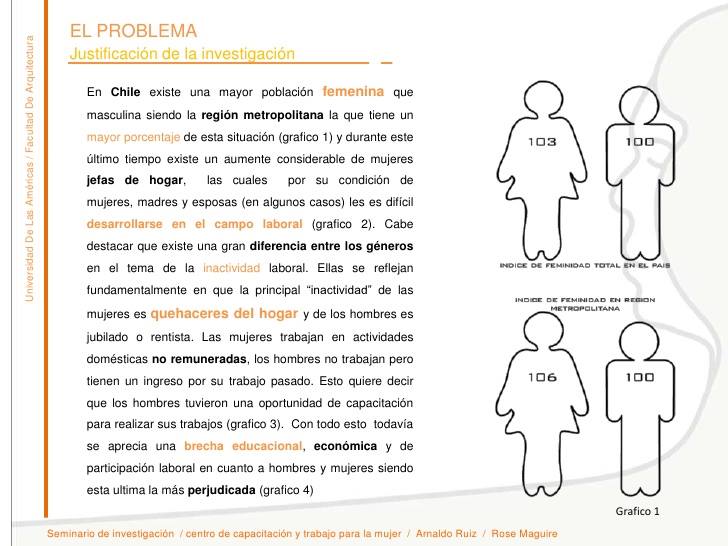 EL PROBLEMA
Justificación de la investigación
Universidad De Las Américas / Facultad De Arquitectura
En Chile existe una mayor población femenina que
masculina siendo la región metropolitana la que tiene un
mayor porcentaje de esta situación (grafico 1) y durante este
último tiempo existe un aumente considerable de mujeres
jefas de hogar, las cuales por su condición de
mujeres, madres y esposas (en algunos casos) les es difícil
desarrollarse en el campo laboral (grafico 2). Cabe
destacar que existe una gran diferencia entre los géneros
en el tema de la inactividad laboral. Ellas se reflejan
fundamentalmente en que la principal “inactividad” de las
mujeres es quehaceres del hogar y de los hombres es
jubilado o rentista. Las mujeres trabajan en actividades
domésticas no remuneradas, los hombres no trabajan pero
tienen un ingreso por su trabajo pasado. Esto quiere decir
que los hombres tuvieron una oportunidad de capacitación
para realizar sus trabajos (grafico 3). Con todo esto todavía
se aprecia una brecha educacional, económica y de
participación laboral en cuanto a hombres y mujeres siendo
esta ultima la más perjudicada (grafico 4)
103 100
INDICE DE FEMINIDAD TOTAL EN EL PAIS
INDICE DE FEMINIDAD EN REGION
METROPOLITANA
106 100
Grafico 1
Seminario de investigación / centro de capacitación y trabajo para la mujer / Arnaldo Ruiz / Rose Maguire